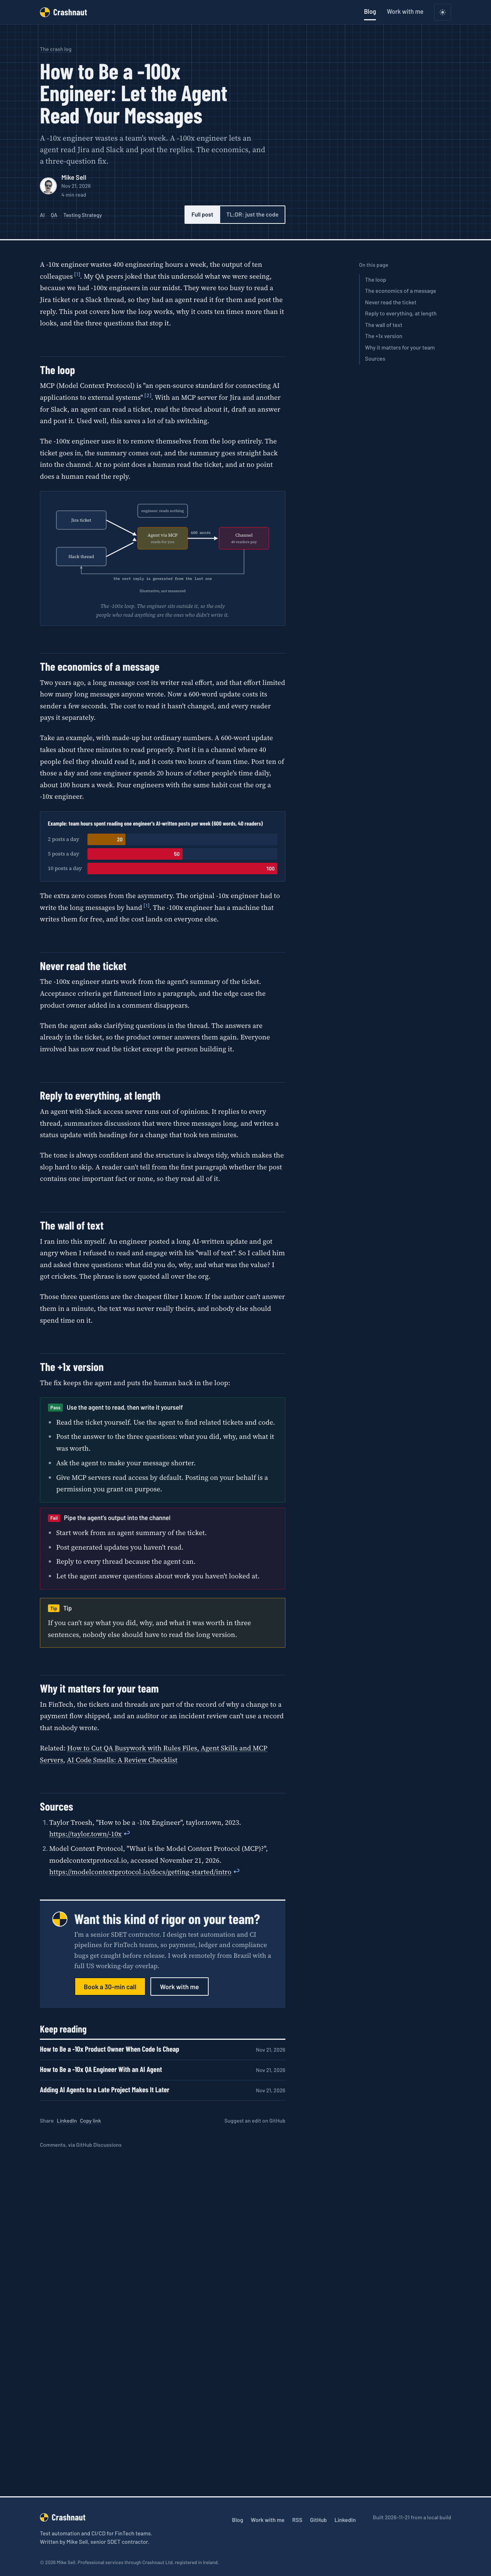 Crashnaut
Blog
Work with me
The crash log
How to Be a -100x
Engineer: Let the Agent
Read Your Messages
A -10x engineer wastes a team's week. A -100x engineer lets an
agent read Jira and Slack and post the replies. The economics, and
a three-question fix.
Mike Sell
Nov 21, 2026
4 min read
AI QA Testing Strategy
Full post
TL;DR: just the code
On this page
The loop
The economics of a message
Never read the ticket
Reply to everything, at length
The wall of text
The +1x version
Why it matters for your team
Sources
A -10x engineer wastes 400 engineering hours a week, the output of ten
colleagues [1]. My QA peers joked that this undersold what we were seeing,
because we had -100x engineers in our midst. They were too busy to read a
Jira ticket or a Slack thread, so they had an agent read it for them and post the
reply. This post covers how the loop works, why it costs ten times more than it
looks, and the three questions that stop it.
The loop
MCP (Model Context Protocol) is "an open-source standard for connecting AI
applications to external systems" [2]. With an MCP server for Jira and another
for Slack, an agent can read a ticket, read the thread about it, draft an answer
and post it. Used well, this saves a lot of tab switching.
The -100x engineer uses it to remove themselves from the loop entirely. The
ticket goes in, the summary comes out, and the summary goes straight back
into the channel. At no point does a human read the ticket, and at no point
does a human read the reply.
engineer: reads nothing
Jira ticket
Slack thread
Agent via MCP
reads for you
600 words
Channel
40 readers pay
the next reply is generated from the last one
Illustrative, not measured.
The -100x loop. The engineer sits outside it, so the only
people who read anything are the ones who didn't write it.
The economics of a message
Two years ago, a long message cost its writer real effort, and that effort limited
how many long messages anyone wrote. Now a 600-word update costs its
sender a few seconds. The cost to read it hasn't changed, and every reader
pays it separately.
Take an example, with made-up but ordinary numbers. A 600-word update
takes about three minutes to read properly. Post it in a channel where 40
people feel they should read it, and it costs two hours of team time. Post ten of
those a day and one engineer spends 20 hours of other people's time daily,
about 100 hours a week. Four engineers with the same habit cost the org a
-10x engineer.
Example: team hours spent reading one engineer's AI-written posts per week (600 words, 40 readers)
2 posts a day
20
5 posts a day
50
10 posts a day
100
The extra zero comes from the asymmetry. The original -10x engineer had to
write the long messages by hand [1]. The -100x engineer has a machine that
writes them for free, and the cost lands on everyone else.
Never read the ticket
The -100x engineer starts work from the agent's summary of the ticket.
Acceptance criteria get flattened into a paragraph, and the edge case the
product owner added in a comment disappears.
Then the agent asks clarifying questions in the thread. The answers are
already in the ticket, so the product owner answers them again. Everyone
involved has now read the ticket except the person building it.
Reply to everything, at length
An agent with Slack access never runs out of opinions. It replies to every
thread, summarizes discussions that were three messages long, and writes a
status update with headings for a change that took ten minutes.
The tone is always confident and the structure is always tidy, which makes the
slop hard to skip. A reader can't tell from the first paragraph whether the post
contains one important fact or none, so they read all of it.
The wall of text
I ran into this myself. An engineer posted a long AI-written update and got
angry when I refused to read and engage with his "wall of text". So I called him
and asked three questions: what did you do, why, and what was the value? I
got crickets. The phrase is now quoted all over the org.
Those three questions are the cheapest filter I know. If the author can't answer
them in a minute, the text was never really theirs, and nobody else should
spend time on it.
The +1x version
The fix keeps the agent and puts the human back in the loop:
Pass Use the agent to read, then write it yourself
Read the ticket yourself. Use the agent to find related tickets and code.
Post the answer to the three questions: what you did, why, and what it
was worth.
Ask the agent to make your message shorter.
Give MCP servers read access by default. Posting on your behalf is a
permission you grant on purpose.
Fail Pipe the agent's output into the channel
Start work from an agent summary of the ticket.
Post generated updates you haven't read.
Reply to every thread because the agent can.
Let the agent answer questions about work you haven't looked at.
Tip Tip
If you can't say what you did, why, and what it was worth in three
sentences, nobody else should have to read the long version.
Why it matters for your team
In FinTech, the tickets and threads are part of the record of why a change to a
payment flow shipped, and an auditor or an incident review can't use a record
that nobody wrote.
Related: How to Cut QA Busywork with Rules Files, Agent Skills and MCP
Servers, AI Code Smells: A Review Checklist
Sources
1. Taylor Troesh, "How to be a -10x Engineer", taylor.town, 2023.
https://taylor.town/-10x ↩
2. Model Context Protocol, "What is the Model Context Protocol (MCP)?",
modelcontextprotocol.io, accessed November 21, 2026.
https://modelcontextprotocol.io/docs/getting-started/intro ↩
Want this kind of rigor on your team?
I'm a senior SDET contractor. I design test automation and CI
pipelines for FinTech teams, so payment, ledger and compliance
bugs get caught before release. I work remotely from Brazil with a
full US working-day overlap.
Book a 30-min call
Work with me
Keep reading
How to Be a -10x Product Owner When Code Is Cheap
Nov 21, 2026
How to Be a -10x QA Engineer With an AI Agent
Nov 21, 2026
Adding AI Agents to a Late Project Makes It Later
Nov 21, 2026
Share LinkedIn Copy link
Suggest an edit on GitHub
Comments, via GitHub Discussions
Crashnaut
Test automation and CI/CD for FinTech teams.
Written by Mike Sell, senior SDET contractor.
Blog Work with me RSS GitHub LinkedIn
Built 2026-11-21 from a local build
© 2026 Mike Sell. Professional services through Crashnaut Ltd, registered in Ireland.